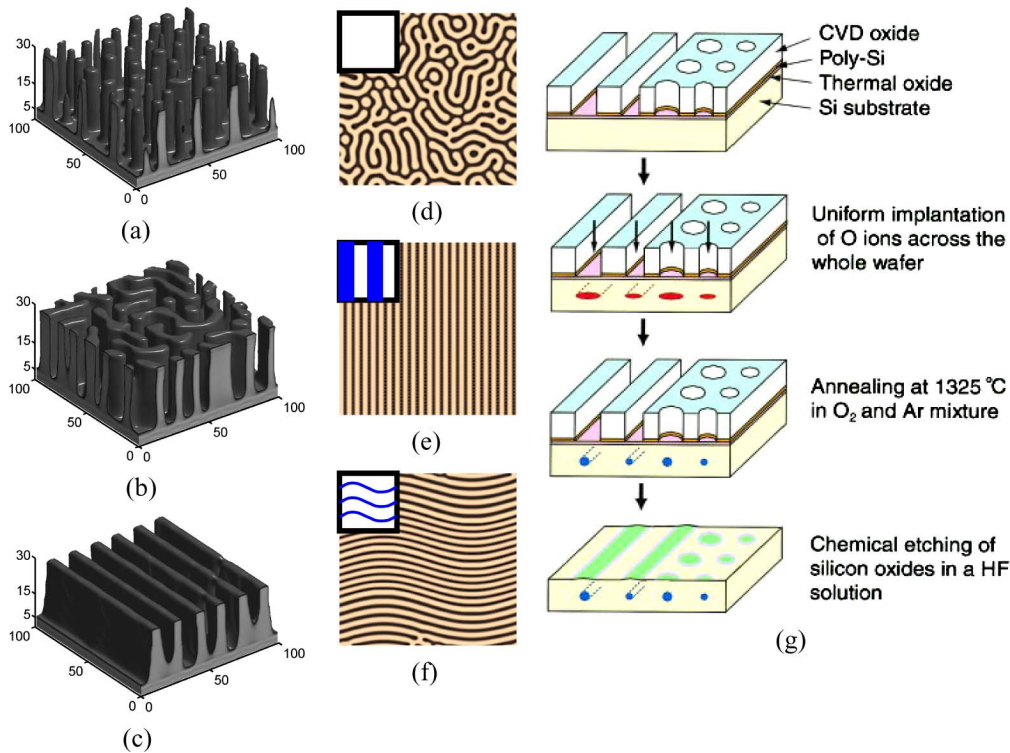 30
15
5
100
50
0
0
50
100
(a)
30
15
5
100
50
0
0
50
100
(b)
30
15
5
100
50
0
0
50
100
(c)
(d)
(e)
(f)
CVD oxide
Poly-Si
Thermal oxide
Si substrate
Uniform implantation
of O ions across the
whole wafer
Annealing at 1325 °C
in O₂ and Ar mixture
Chemical etching of
silicon oxides in a HF
solution
(g)